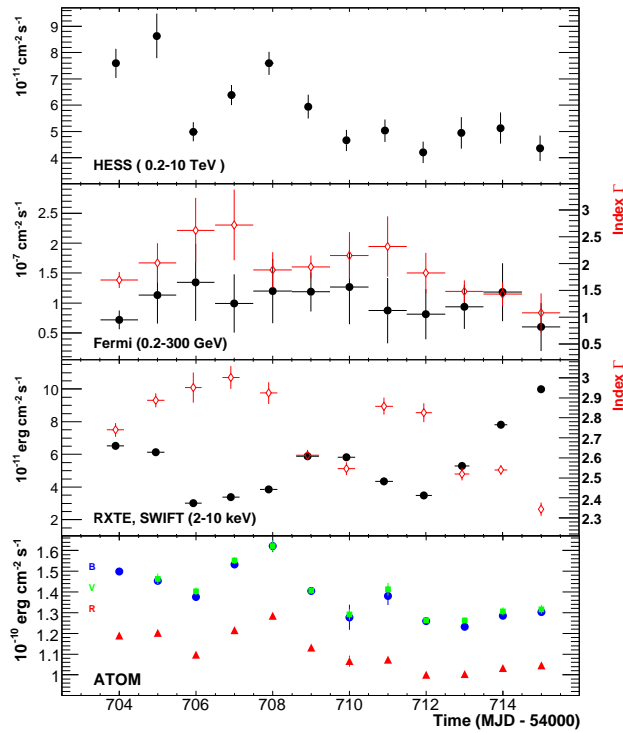 9
8
7
6
5
4
10⁻¹¹ cm⁻² s⁻¹
HESS ( 0.2-10 TeV )
2.5
2
1.5
1
0.5
10⁻⁷ cm⁻² s⁻¹
3
2.5
2
1.5
1
0.5
Index Γ
Fermi (0.2-300 GeV)
10
8
6
4
2
10⁻¹¹ erg cm⁻² s⁻¹
3
2.9
2.8
2.7
2.6
2.5
2.4
2.3
Index Γ
RXTE, SWIFT (2-10 keV)
1.6
1.5
1.4
1.3
1.2
1.1
1
10⁻¹⁰ erg cm⁻² s⁻¹
B
V
R
ATOM
704 706 708 710 712 714
Time (MJD - 54000)